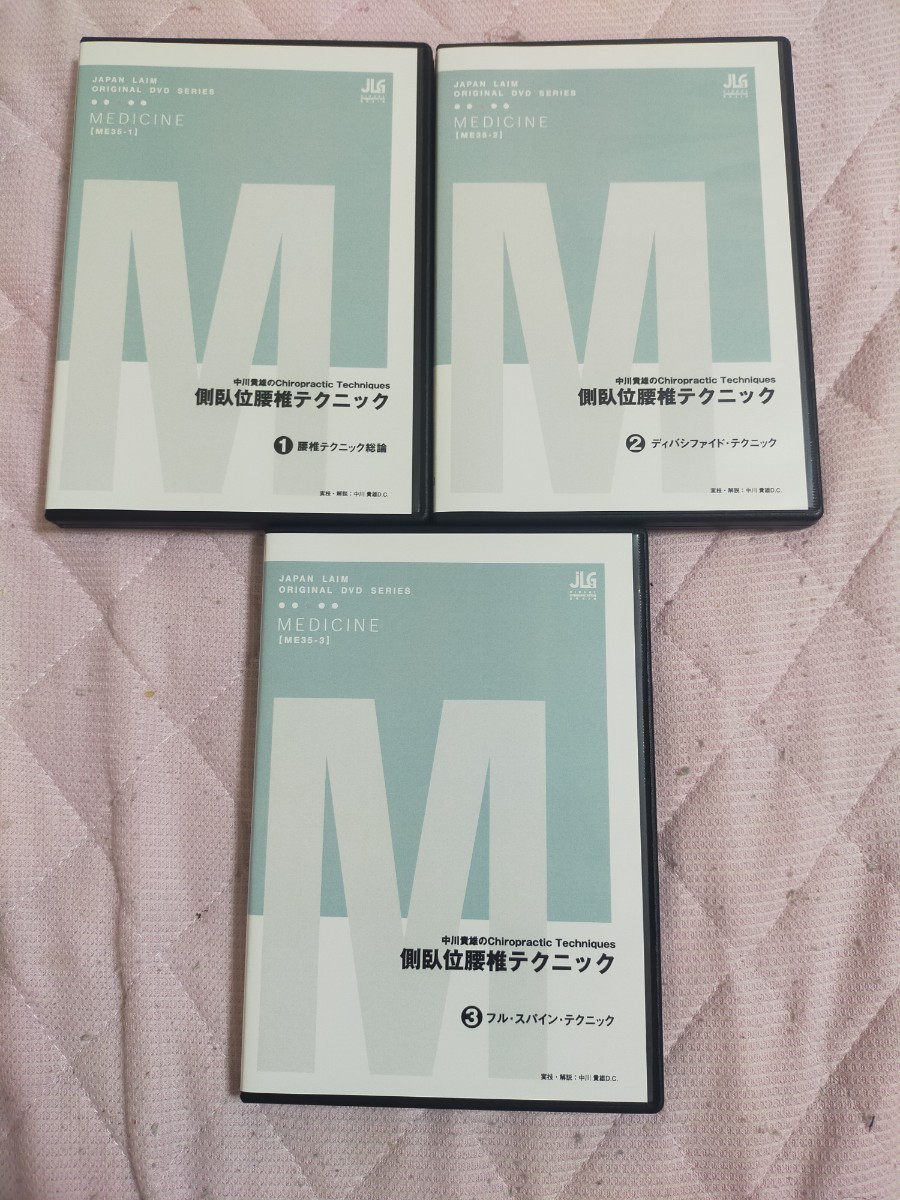 JAPAN LAIM
ORIGINAL DVD SERIES
MEDICINE
[ME35-1]
JLG
M
中川貴雄のChiropractic Techniques
側臥位腰椎テクニック
❶腰椎テクニック総論
実技・解説：中川 貴雄D.C.
JAPAN LAIM
ORIGINAL DVD SERIES
MEDICINE
[ME35-2]
JLG
M
中川貴雄のChiropractic Techniques
側臥位腰椎テクニック
❷ディバシファイド・テクニック
実技・解説：中川 貴雄D.C.
JAPAN LAIM
ORIGINAL DVD SERIES
MEDICINE
[ME35-3]
JLG
M
中川貴雄のChiropractic Techniques
側臥位腰椎テクニック
❸フル・スパイン・テクニック
実技・解説：中川 貴雄D.C.